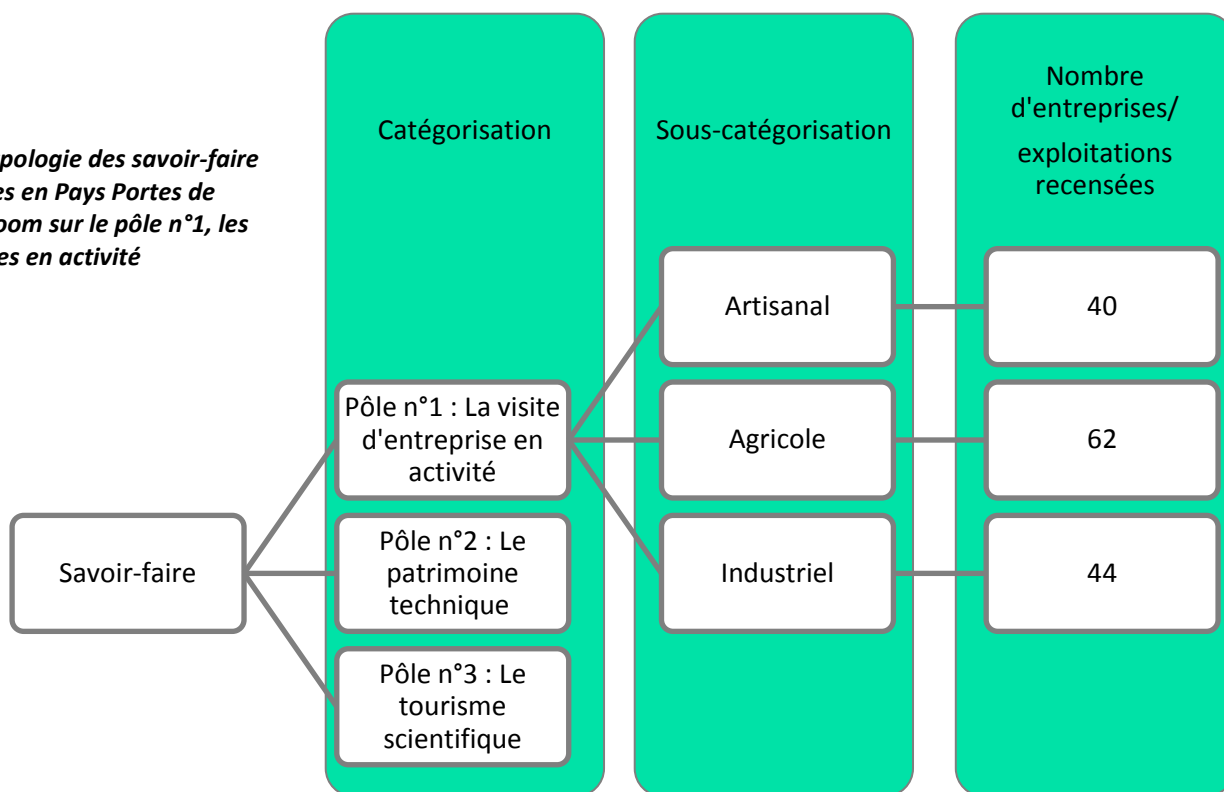 pologie des savoir-faire
es en Pays Portes de
oom sur le pôle n°1, les
es en activité
Catégorisation
Sous-catégorisation
Nombre
d'entreprises/
exploitations
recensées
Savoir-faire
Pôle n°1 : La visite
d'entreprise en
activité
Pôle n°2 : Le
patrimoine
technique
Pôle n°3 : Le
tourisme
scientifique
Artisanal
40
Agricole
62
Industriel
44